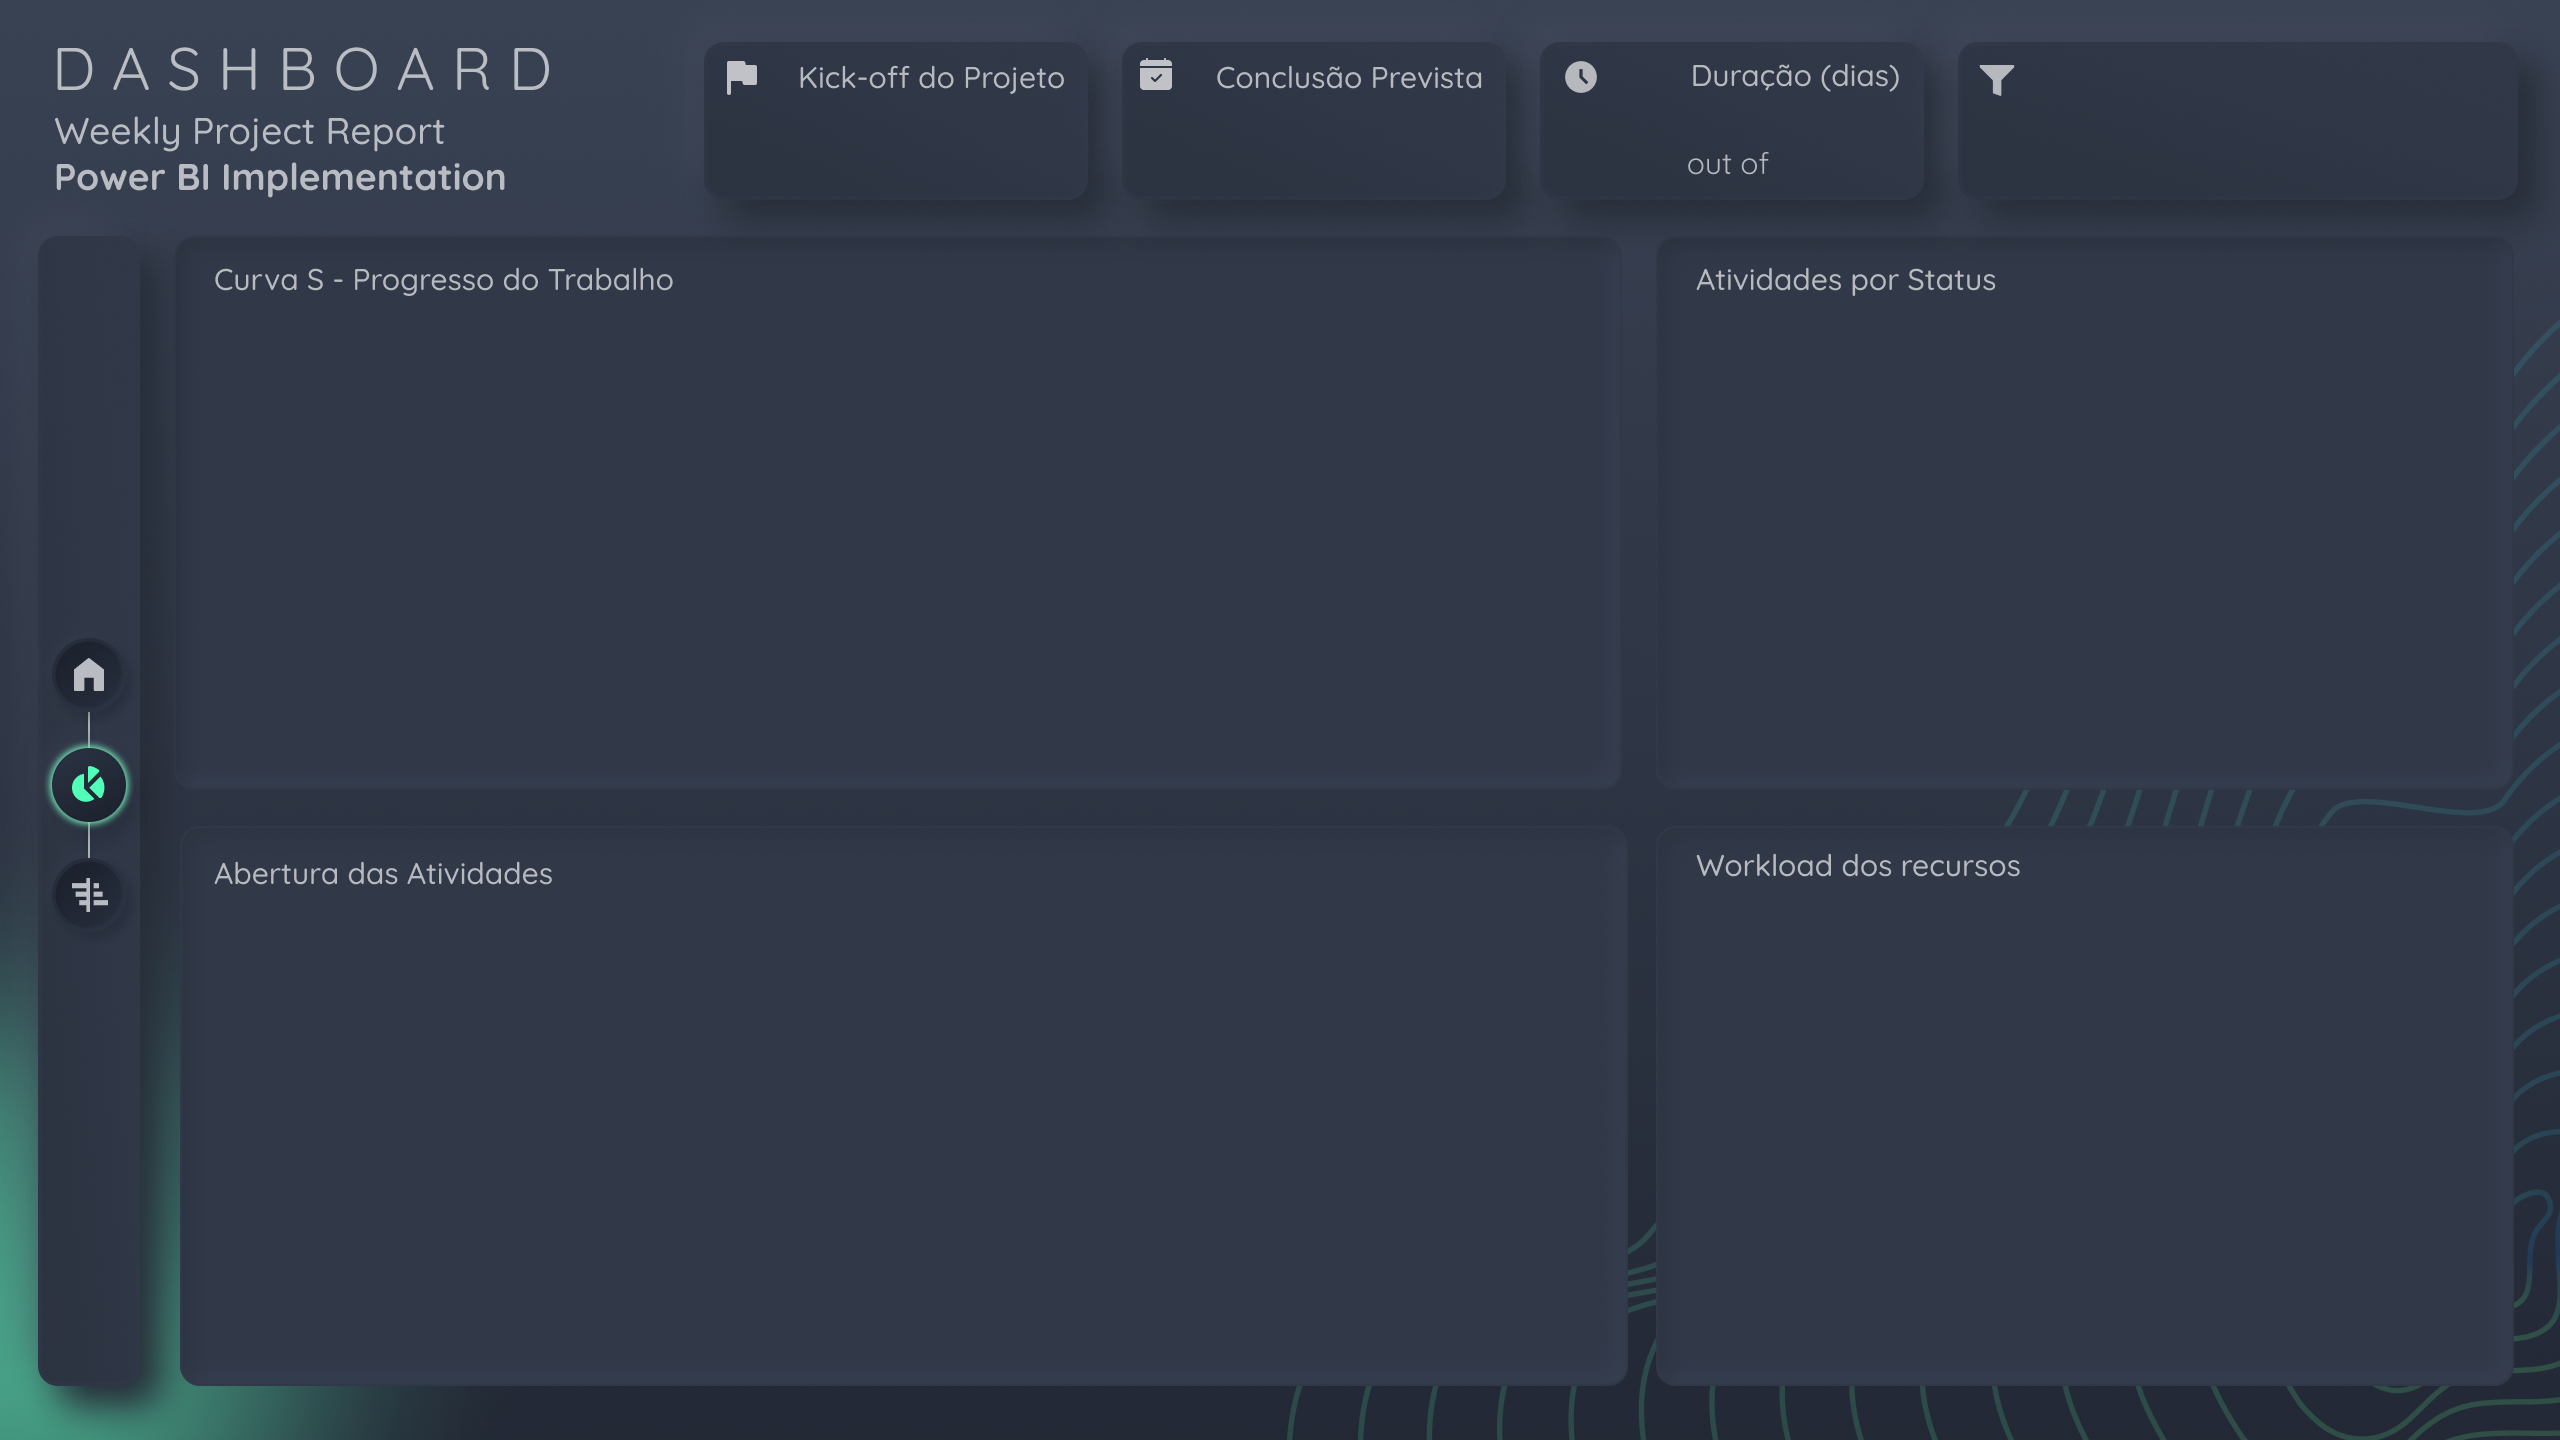 DASHBOARD
Weekly Project Report
Power BI Implementation
Kick-off do Projeto
Conclusão Prevista
Duração (dias)
out of
Curva S - Progresso do Trabalho
Atividades por Status
Abertura das Atividades
Workload dos recursos